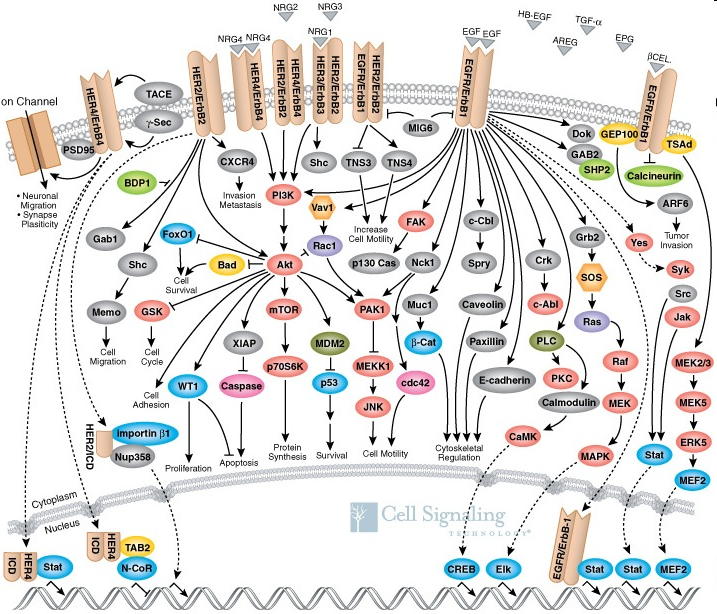 NRG2
NRG3
NRG4
NRG4
NRG1
EGF
EGF
HB-EGF
TGF-α
AREG
EPG
βCEL.
on Channel
HER4/ErbB4
TACE
γ-Sec
PSD95
HER2/ErbB2
HER4/ErbB4
HER2/ErbB2
HER4/ErbB4
HER3/ErbB3
HER2/ErbB2
EGFR/ErbB1
HER2/ErbB2
EGFR/ErbB1
EGFR/ErbB1
MIG6
Dok
GEP100
TSAd
GAB2
SHP2
Calcineurin
• Neuronal
Migration
• Synapse
Plasiticity
BDP1
CXCR4
Shc
TNS3
TNS4
Invasion
Metastasis
PI3K
Vav1
FAK
c-Cbl
ARF6
Tumor
Invasion
Gab1
FoxO1
Increase
Cell Motility
Rac1
Grb2
Yes
Shc
Bad
Akt
p130 Cas
Nck1
Spry
Crk
SOS
Syk
Cell
Survival
Src
Memo
GSK
mTOR
PAK1
Muc1
Caveolin
c-Abl
Ras
Jak
Cell
Migration
Cell
Cycle
XIAP
MDM2
β-Cat
Paxillin
PLC
Raf
MEK2/3
p70S6K
MEKK1
Cell
Adhesion
WT1
Caspase
p53
cdc42
E-cadherin
PKC
Calmodulin
MEK
MEK5
JNK
HER2/ICD
importin β1
Nup358
CaMK
MAPK
Stat
ERK5
MEF2
Proliferation
Apoptosis
Protein
Synthesis
Survival
Cell Motility
Cytoskeletal
Regulation
Cytoplasm
Nucleus
Cell Signaling
TECHNOLOGY®
ICD
HER4
Stat
ICD
HER4
TAB2
N-CoR
CREB
Elk
EGFR/ErbB-1
Stat
Stat
MEF2